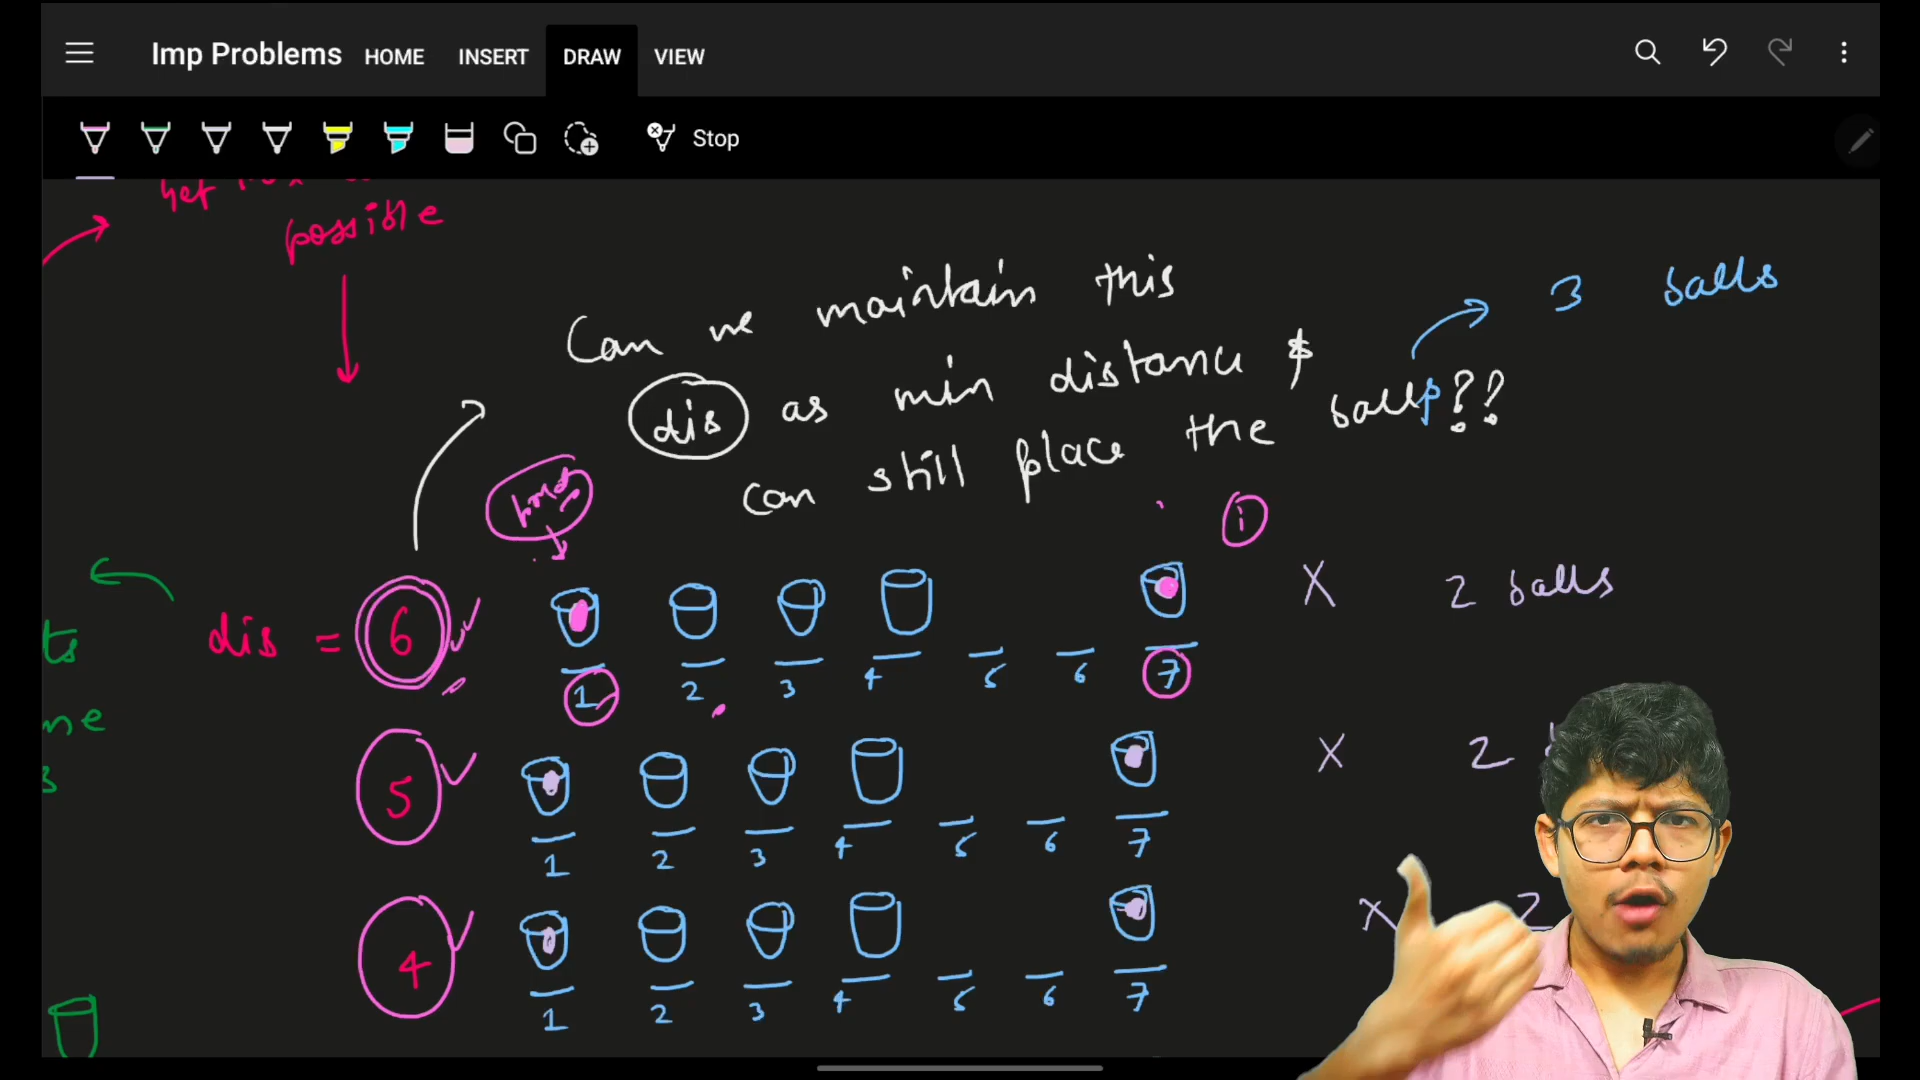 Imp Problems HOME INSERT DRAW VIEW
Stop
possible
Can we maintain this
dis as min distance &
can still place the balls??
3 balls
i
dis = 6
X 2 balls
1 2 3 4 5 6 7
5
X 2
1 2 3 4 5 6 7
4
X 2
1 2 3 4 5 6 7